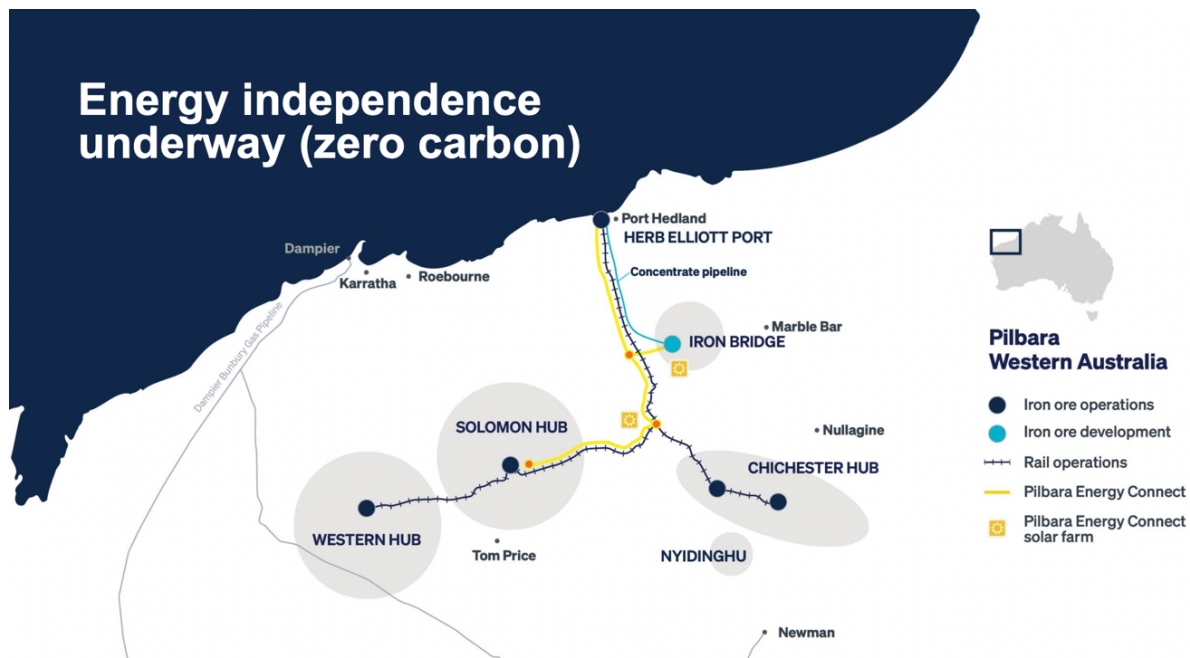 Energy independence
underway (zero carbon)
Port Hedland
HERB ELLIOTT PORT
Dampier
Karratha
Roebourne
Concentrate pipeline
Dampier Bunbury Gas Pipeline
Marble Bar
IRON BRIDGE
SOLOMON HUB
Nullagine
CHICHESTER HUB
WESTERN HUB
Tom Price
NYIDINGHU
Newman
Pilbara
Western Australia
Iron ore operations
Iron ore development
Rail operations
Pilbara Energy Connect
Pilbara Energy Connect
solar farm